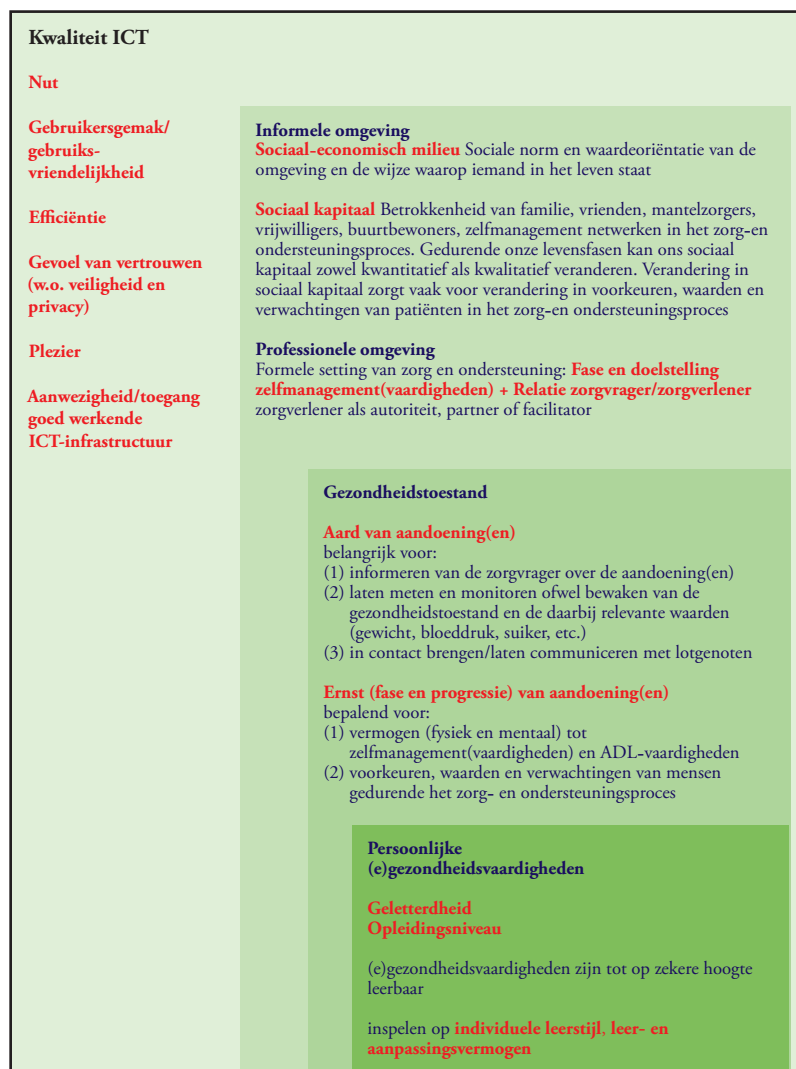 Kwaliteit ICT
Nut
Gebruikersgemak/
gebruiks-
vriendelijkheid
Efficiëntie
Gevoel van vertrouwen
(w.o. veiligheid en
privacy)
Plezier
Aanwezigheid/toegang
goed werkende
ICT-infrastructuur
Informele omgeving
Sociaal-economisch milieu Sociale norm en waardeoriëntatie van de
omgeving en de wijze waarop iemand in het leven staat
Sociaal kapitaal Betrokkenheid van familie, vrienden, mantelzorgers,
vrijwilligers, buurtbewoners, zelfmanagement netwerken in het zorg-en
ondersteuningsproces. Gedurende onze levensfasen kan ons sociaal
kapitaal zowel kwantitatief als kwalitatief veranderen. Verandering in
sociaal kapitaal zorgt vaak voor verandering in voorkeuren, waarden en
verwachtingen van patiënten in het zorg-en ondersteuningsproces
Professionele omgeving
Formele setting van zorg en ondersteuning: Fase en doelstelling
zelfmanagement(vaardigheden) + Relatie zorgvrager/zorgverlener
zorgverlener als autoriteit, partner of facilitator
Gezondheidstoestand
Aard van aandoening(en)
belangrijk voor:
(1) informeren van de zorgvrager over de aandoening(en)
(2) laten meten en monitoren ofwel bewaken van de
gezondheidstoestand en de daarbij relevante waarden
(gewicht, bloeddruk, suiker, etc.)
(3) in contact brengen/laten communiceren met lotgenoten
Ernst (fase en progressie) van aandoening(en)
bepalend voor:
(1) vermogen (fysiek en mentaal) tot
zelfmanagement(vaardigheden) en ADL-vaardigheden
(2) voorkeuren, waarden en verwachtingen van mensen
gedurende het zorg- en ondersteuningsproces
Persoonlijke
(e)gezondheidsvaardigheden
Geletterdheid
Opleidingsniveau
(e)gezondheidsvaardigheden zijn tot op zekere hoogte
leerbaar
inspelen op individuele leerstijl, leer- en
aanpassingsvermogen